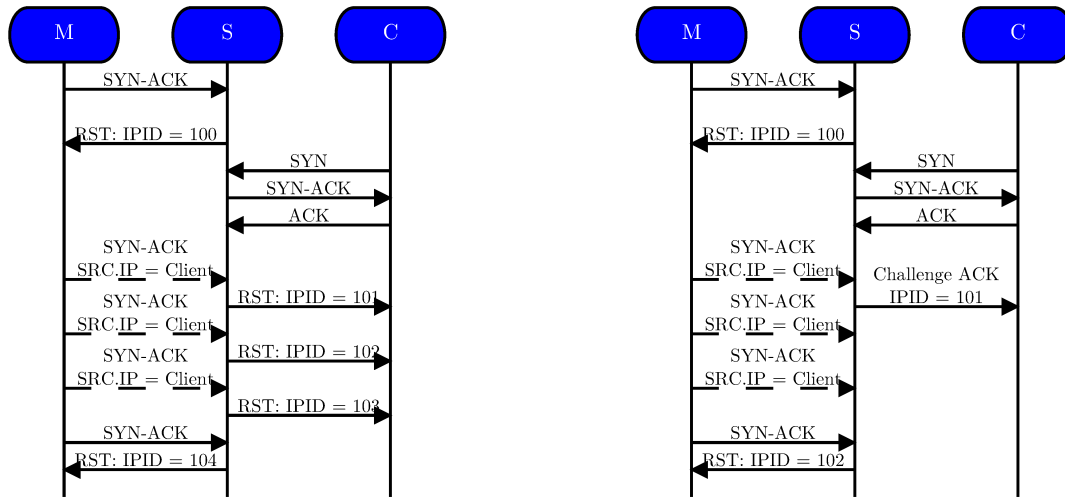 M S C
SYN-ACK
RST: IPID = 100
SYN
SYN-ACK
ACK
SYN-ACK
SRC.IP = Client
RST: IPID = 101
SYN-ACK
SRC.IP = Client
RST: IPID = 102
SYN-ACK
SRC.IP = Client
RST: IPID = 103
SYN-ACK
RST: IPID = 104
M S C
SYN-ACK
RST: IPID = 100
SYN
SYN-ACK
ACK
SYN-ACK
SRC.IP = Client
Challenge ACK
IPID = 101
SYN-ACK
SRC.IP = Client
SYN-ACK
SRC.IP = Client
SYN-ACK
RST: IPID = 102